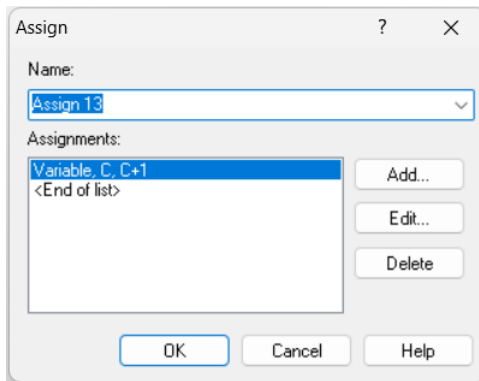 Assign ?
Name:
Assign 13
Assignments:
Variable, C, C+1
<End of list>
Add...
Edit...
Delete
OK Cancel Help